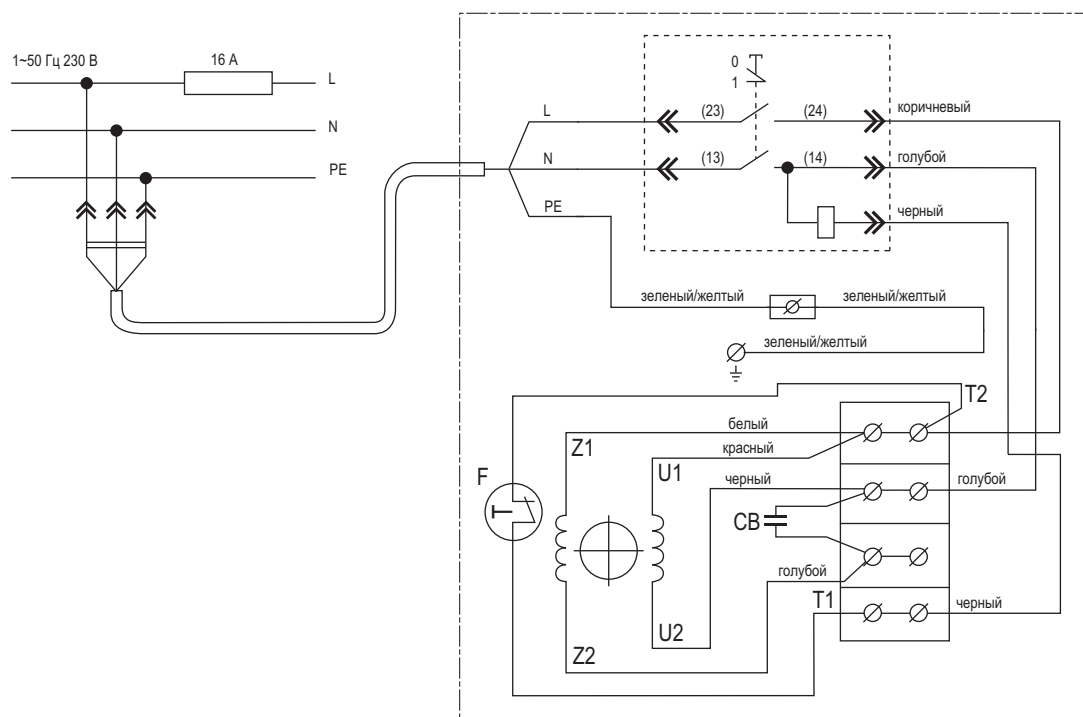 1~50 Гц 230 В
16 А
L
N
PE
0
1
L
(23)
(24)
коричневый
N
(13)
(14)
голубой
PE
черный
зеленый/желтый
зеленый/желтый
зеленый/желтый
T2
белый
Z1
красный
F
U1
черный
голубой
CB
голубой
T1
черный
U2
Z2